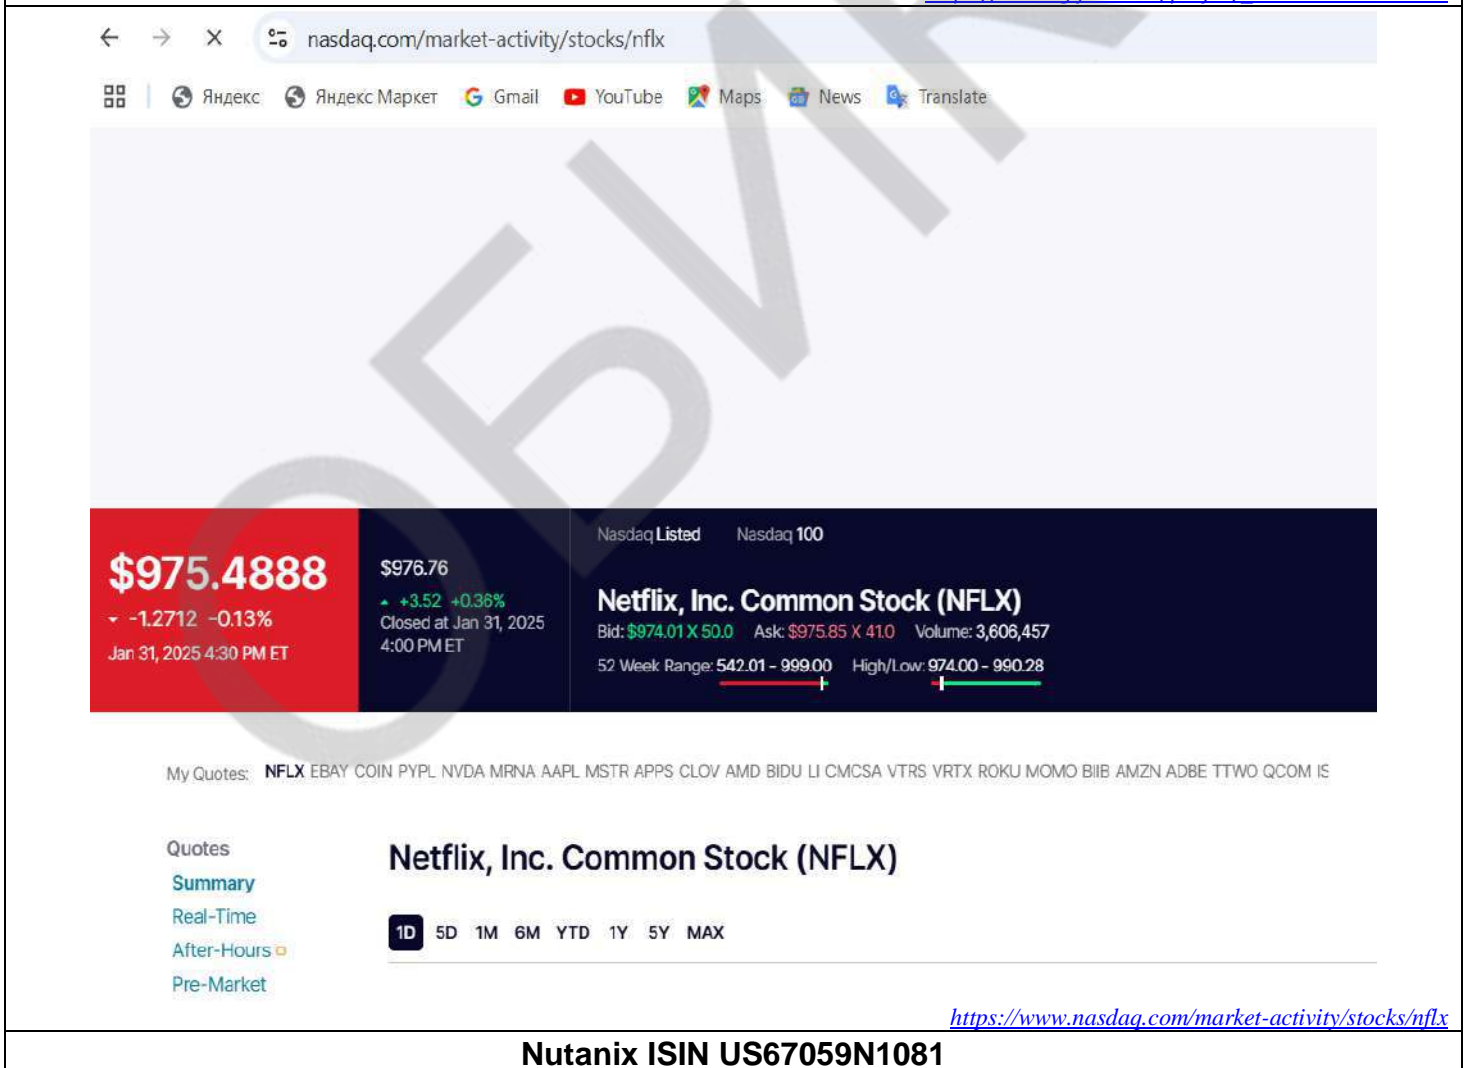 nasdaq.com/market-activity/stocks/nflx
Яндекс Яндекс Маркет Gmail YouTube Maps News Translate
Nasdaq Listed Nasdaq 100
$975.4888
-1.2712 -0.13%
Jan 31, 2025 4:30 PM ET
$976.76
+3.52 +0.36%
Closed at Jan 31, 2025
4:00 PM ET
Netflix, Inc. Common Stock (NFLX)
Bid: $974.01 X 50.0 Ask: $975.85 X 41.0 Volume: 3,606,457
52 Week Range: 542.01 - 999.00 High/Low: 974.00 - 990.28
My Quotes: NFLX EBAY COIN PYPL NVDA MRNA AAPL MSTR APPS CLOV AMD BIDU LI CMCSA VTRS VRTX ROKU MOMO BIIB AMZN ADBE TTWO QCOM IS
Quotes
Summary
Real-Time
After-Hours
Pre-Market
Netflix, Inc. Common Stock (NFLX)
1D 5D 1M 6M YTD 1Y 5Y MAX
https://www.nasdaq.com/market-activity/stocks/nflx
Nutanix ISIN US67059N1081
ОБИ